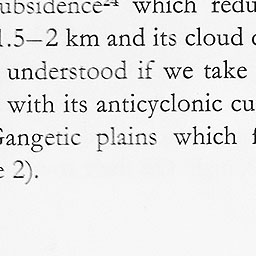 ubsidence²⁴ which redu
1.5–2 km and its cloud
understood if we take
with its anticyclonic cu
Gangetic plains which f
e 2).